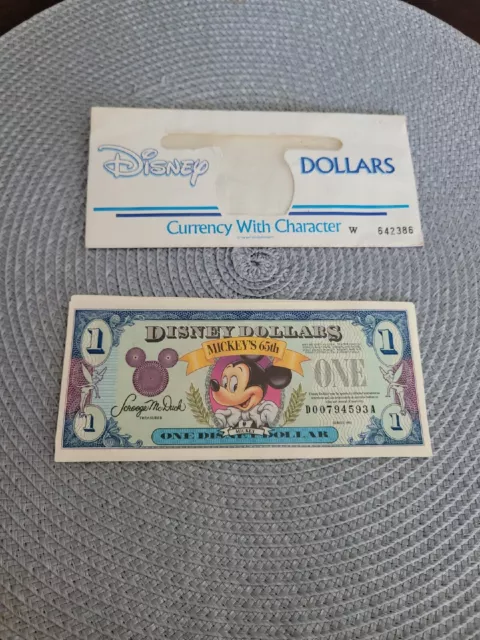 Disney DOLLARS
Currency With Character W 642386
1 DISNEY DOLLARS 1
MICKEY'S 65th
ONE
Scrooge McDuck
TREASURER
D00794593A
1 MICKEY 1
ONE DISNEY DOLLAR